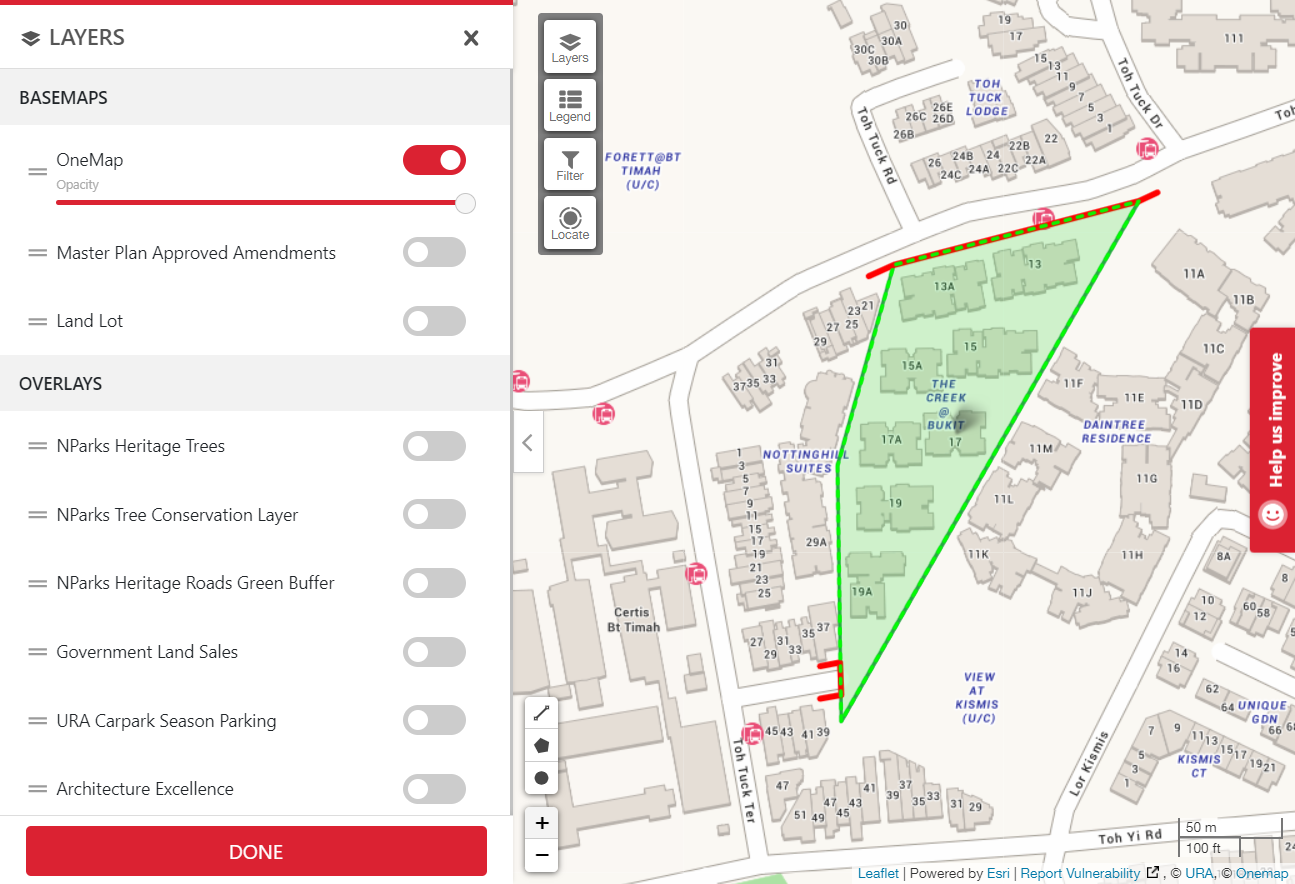 LAYERS
BASEMAPS
OneMap
Opacity
Master Plan Approved Amendments
Land Lot
OVERLAYS
NParks Heritage Trees
NParks Tree Conservation Layer
NParks Heritage Roads Green Buffer
Government Land Sales
URA Carpark Season Parking
Architecture Excellence
DONE
Layers
Legend
Filter
Locate
30
30A
30C
30B
19
17
111
TOH
TUCK
LODGE
15
13
11
9
7
5
3
1
Toh Tuck Dr
Toh
Toh Tuck Rd
26E
26C
26D
26B
22
22B
24B
24
22A
26
24A
22C
24C
FORETT@BT
TIMAH
(U/C)
13
13A
11A
11B
11C
21
23
25
27
29
15
15A
31
33
35
37
THE
CREEK
@
BUKIT
17
17A
11F
11E
11D
DAINTREE
RESIDENCE
11M
11G
11L
11H
11K
11J
NOTTINGHILL
SUITES
1
3
5
7
9
11
15
17
19
21
23
25
29A
19
19A
Certis
Bt Timah
37
35
31
33
27
29
8A
8
10
12
60
58
5
14
16
62
64
UNIQUE
GDN
66
68
VIEW
AT
KISMIS
(U/C)
45
43
41
39
Toh Tuck Ter
47
51
49
47
45
43
41
39
37
35
33
31
29
Lor Kismis
7
9
11
13
15
17
19
21
5
3
1
KISMIS
CT
Toh Yi Rd
24
50 m
100 ft
+
−
Help us improve
Leaflet | Powered by Esri | Report Vulnerability , © URA, © Onemap